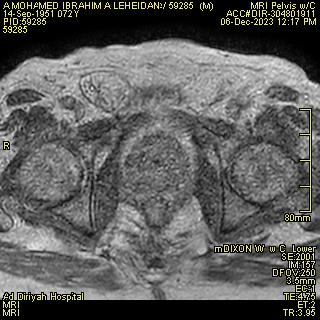 A MOHAMED IBRAHIM A LEHEIDAN:/ 59285 (M)
14-Sep-1951 072Y
PID:59285
59285
MRI Pelvis w/C
ACC#DIR-304801911
06-Dec-2023 12:17 PM
R
80mm
mDIXON W w C Lower
SE:2001
IM:157
DFOV:250
3.5mm
EC:1
TE:4.75
ET:2
TR:3.95
Ad Diriyah Hospital
MRI
MRI